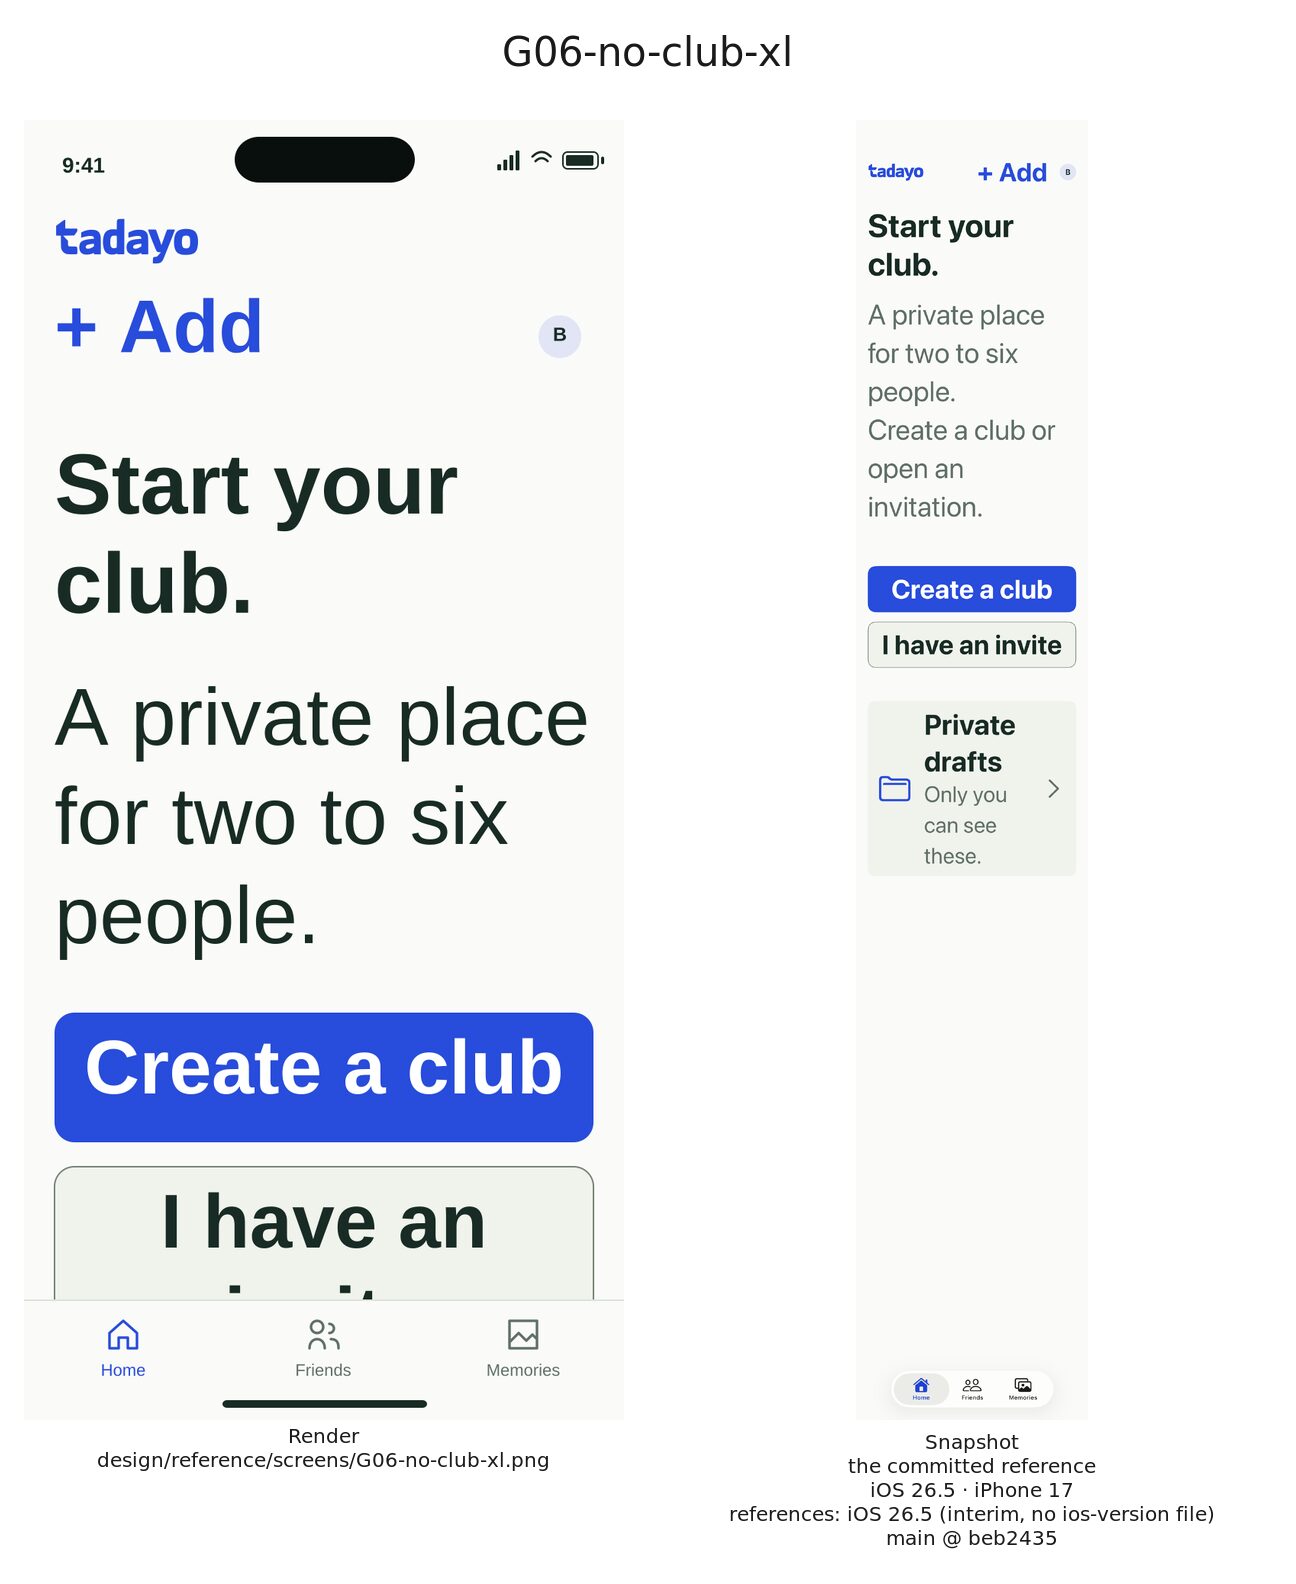 G06-no-club-xl
9:41
tadayo
+ Add
B
Start your
club.
A private place
for two to six
people.
Create a club
I have an
Home
Friends
Memories
Render
design/reference/screens/G06-no-club-xl.png
tadayo
+ Add
B
Start your
club.
A private place
for two to six
people.
Create a club or
open an
invitation.
Create a club
I have an invite
Private
drafts
Only you
can see
these.
Home
Friends
Memories
Snapshot
the committed reference
iOS 26.5 · iPhone 17
references: iOS 26.5 (interim, no ios-version file)
main @ beb2435